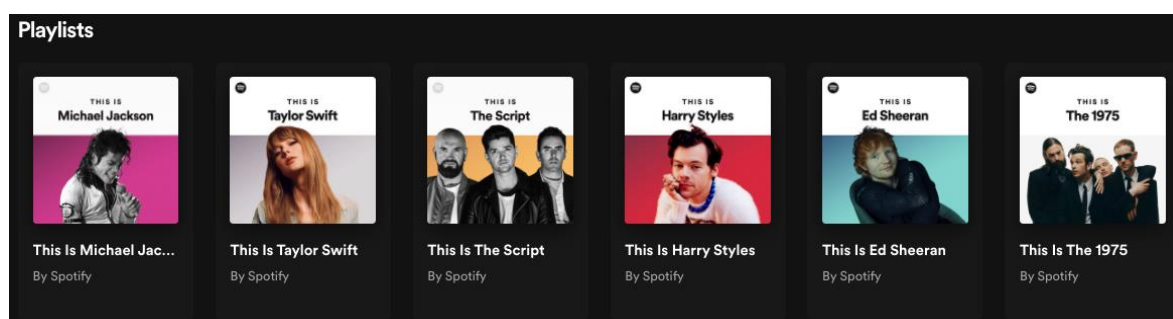 Playlists
THIS IS
Michael Jackson
This Is Michael Jac...
By Spotify
THIS IS
Taylor Swift
This Is Taylor Swift
By Spotify
THIS IS
The Script
This Is The Script
By Spotify
THIS IS
Harry Styles
This Is Harry Styles
By Spotify
THIS IS
Ed Sheeran
This Is Ed Sheeran
By Spotify
THIS IS
The 1975
This Is The 1975
By Spotify